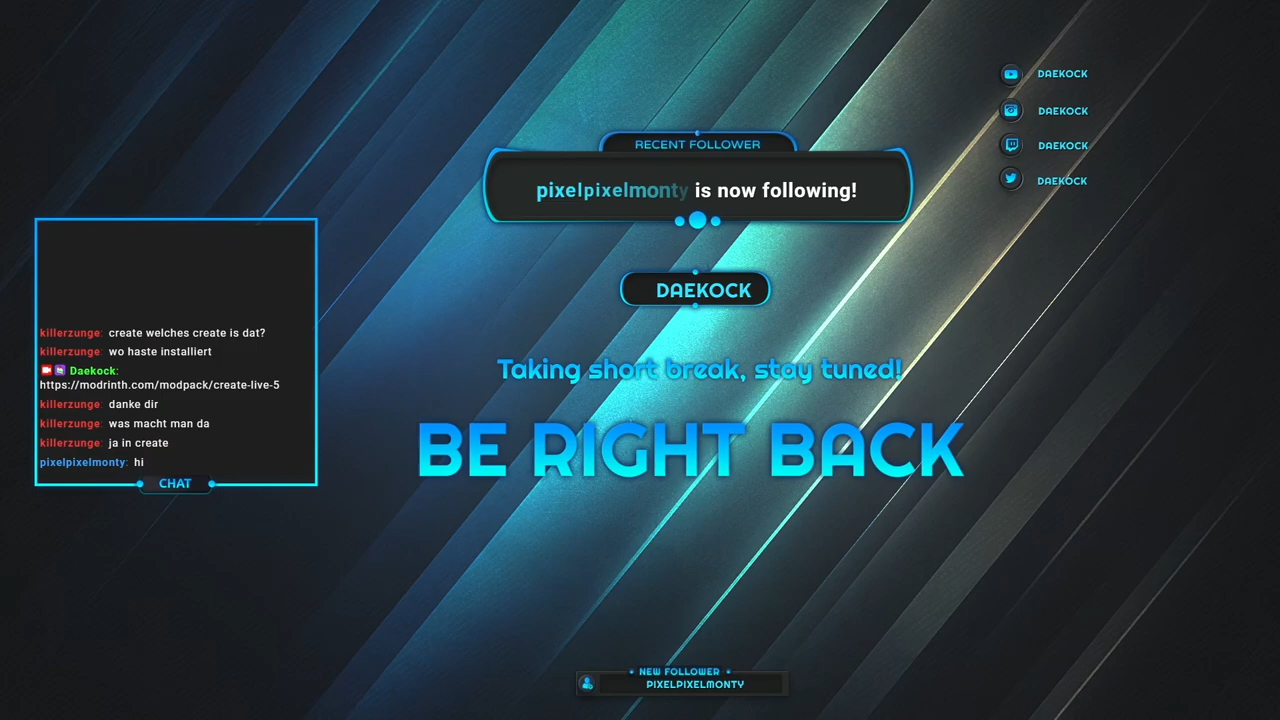 DAEKOCK
DAEKOCK
DAEKOCK
DAEKOCK
RECENT FOLLOWER
pixelpixelmonty is now following!
DAEKOCK
Taking short break, stay tuned!
BE RIGHT BACK
killerzunge: create welches create is dat?
killerzunge: wo haste installiert
Daekock:
https://modrinth.com/modpack/create-live-5
killerzunge: danke dir
killerzunge: was macht man da
killerzunge: ja in create
pixelpixelmonty: hi
CHAT
NEW FOLLOWER
PIXELPIXELMONTY